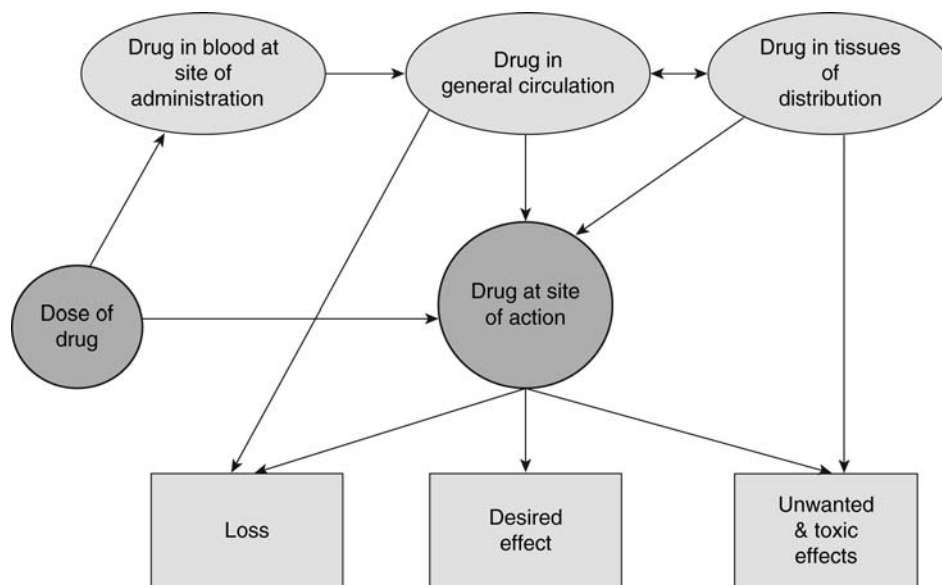 Drug in blood at
site of
administration
Drug in
general circulation
Drug in tissues
of
distribution
Dose of
drug
Drug at site
of action
Loss
Desired
effect
Unwanted
& toxic
effects